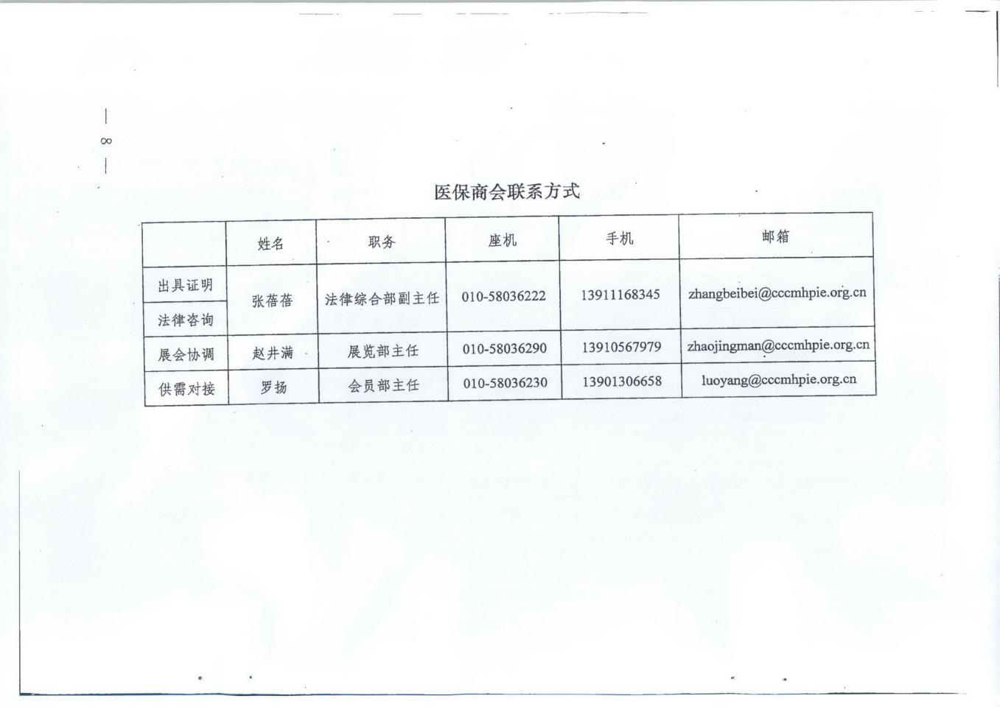 — 8 —
医保商会联系方式
姓名 职务 座机 手机 邮箱
出具证明 张蓓蓓 法律综合部副主任 010-58036222 13911168345 zhangbeibei@cccmhpie.org.cn
法律咨询
展会协调 赵井满 展览部主任 010-58036290 13910567979 zhaojingman@cccmhpie.org.cn
供需对接 罗扬 会员部主任 010-58036230 13901306658 luoyang@cccmhpie.org.cn